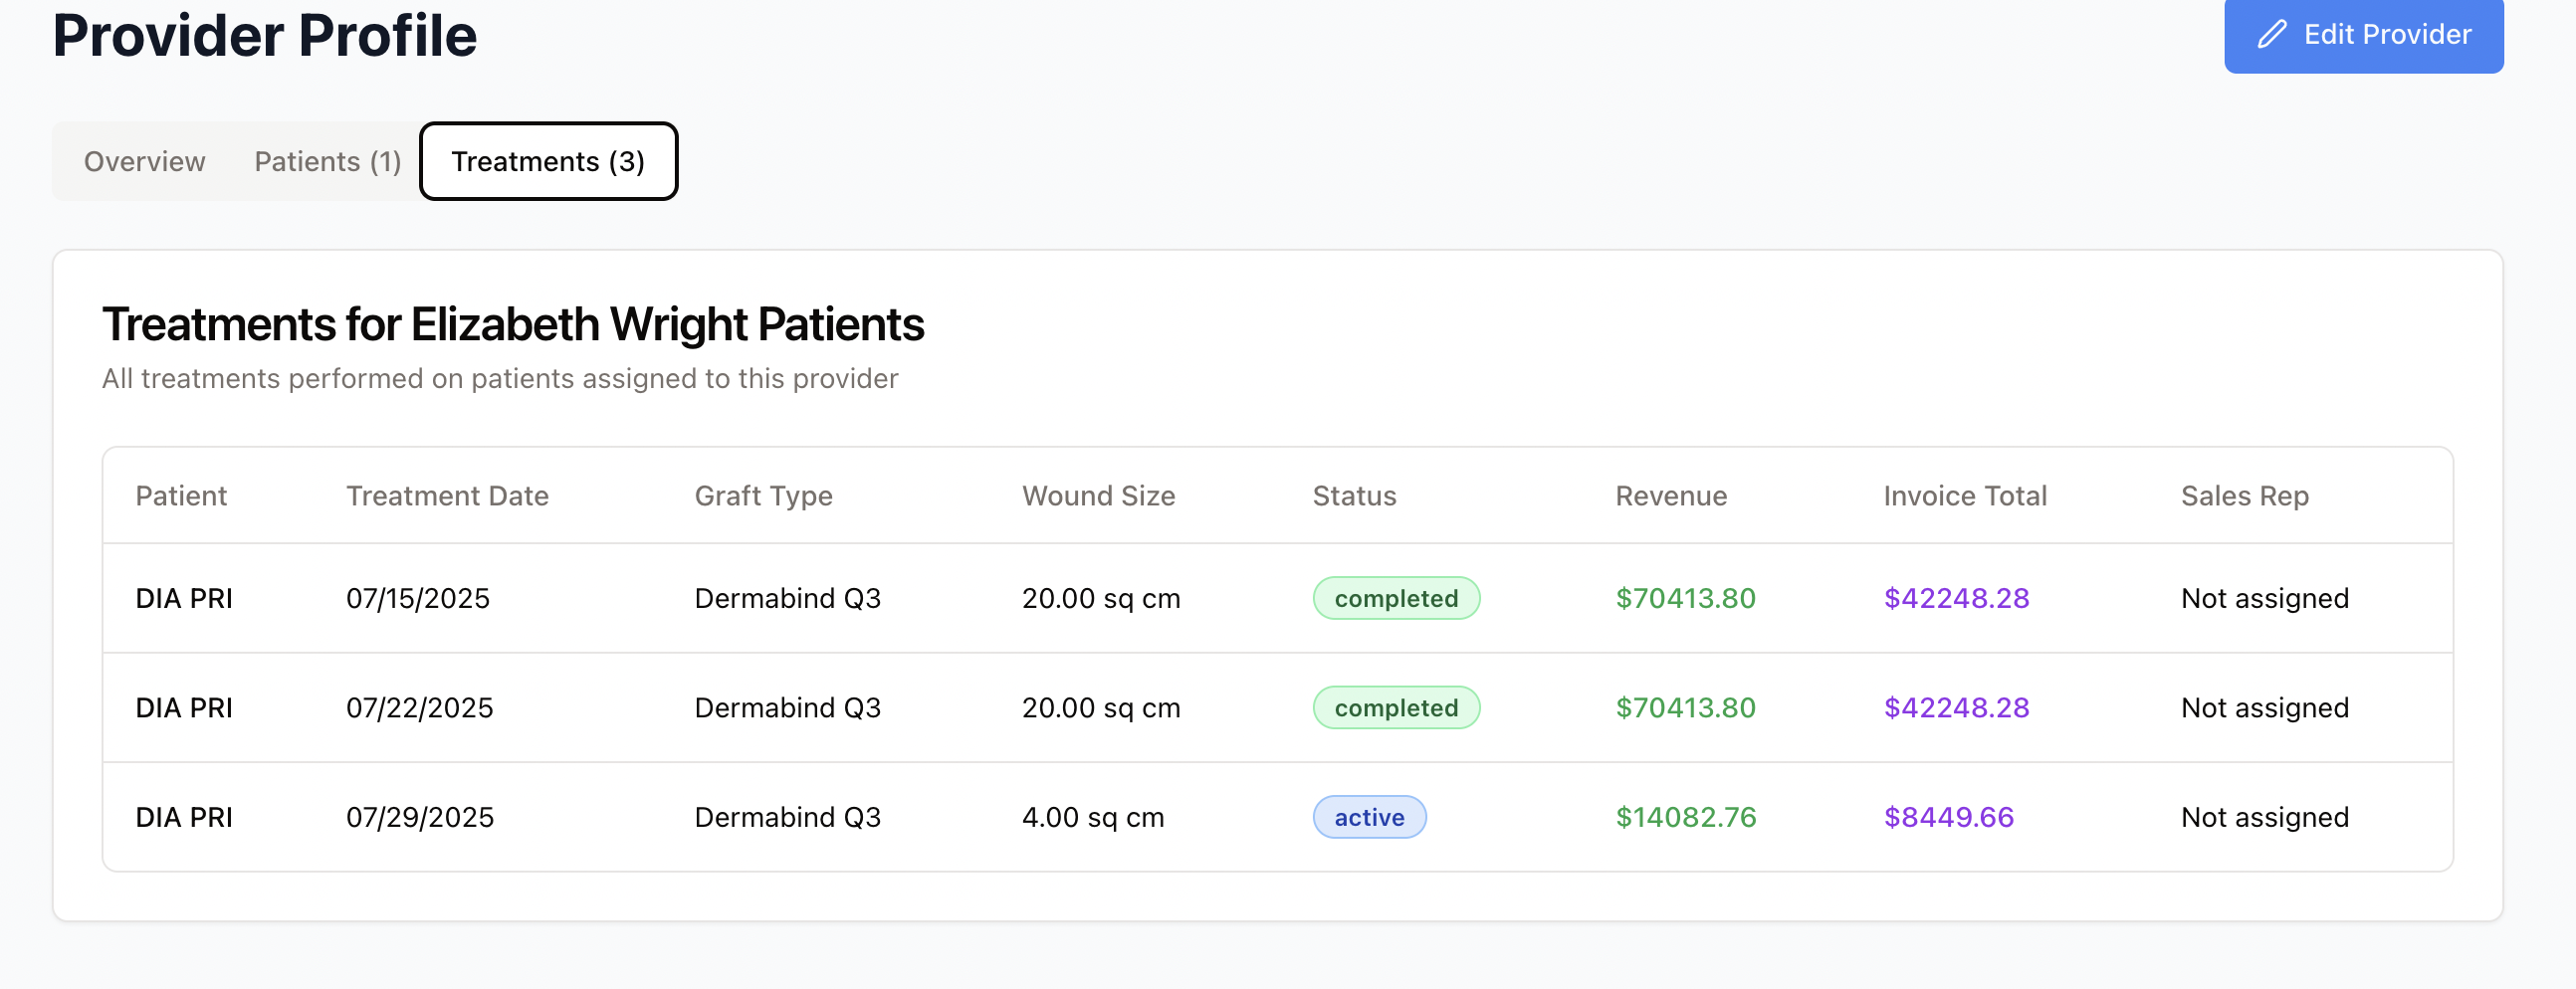 Provider Profile
Edit Provider
Overview Patients (1) Treatments (3)
Treatments for Elizabeth Wright Patients
All treatments performed on patients assigned to this provider
Patient Treatment Date Graft Type Wound Size Status Revenue Invoice Total Sales Rep
DIA PRI 07/15/2025 Dermabind Q3 20.00 sq cm completed $70413.80 $42248.28 Not assigned
DIA PRI 07/22/2025 Dermabind Q3 20.00 sq cm completed $70413.80 $42248.28 Not assigned
DIA PRI 07/29/2025 Dermabind Q3 4.00 sq cm active $14082.76 $8449.66 Not assigned